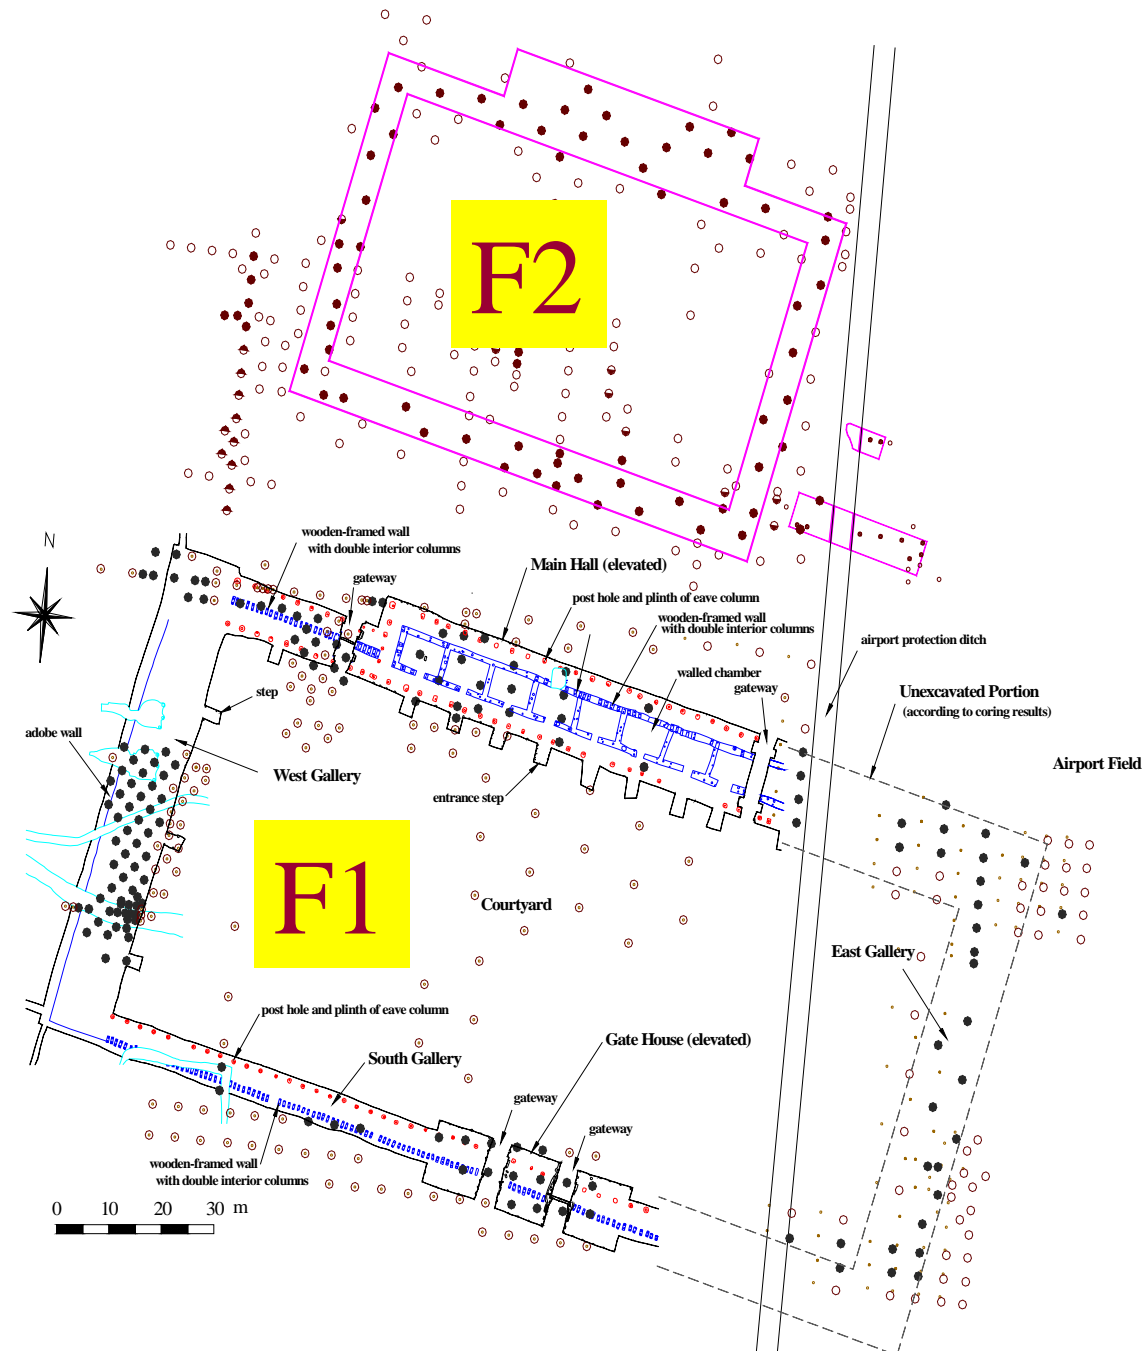 F2
N
wooden-framed wall
with double interior columns
gateway
Main Hall (elevated)
post hole and plinth of eave column
wooden-framed wall
with double interior columns
airport protection ditch
walled chamber
gateway
Unexcavated Portion
(according to coring results)
step
adobe wall
West Gallery
Airport Field
entrance step
F1
Courtyard
East Gallery
post hole and plinth of eave column
South Gallery
Gate House (elevated)
gateway
gateway
wooden-framed wall
with double interior columns
0 10 20 30 m